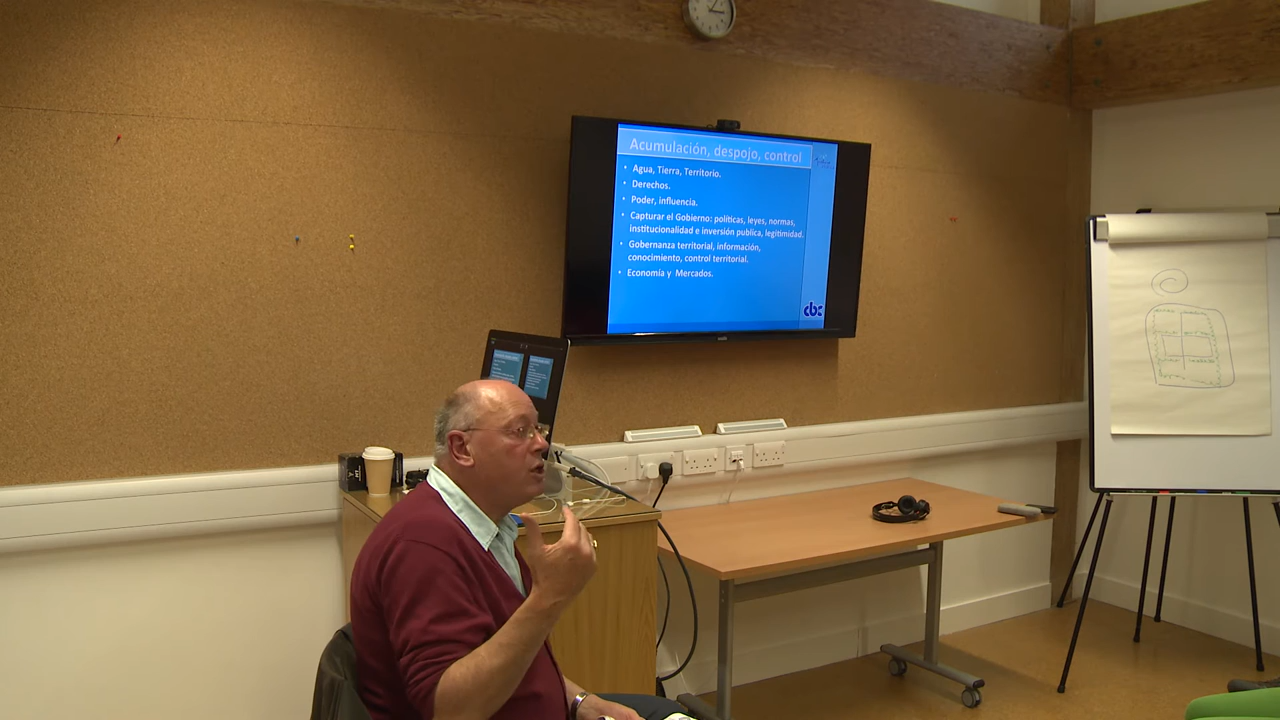 Acumulación, despojo, control
• Agua, Tierra, Territorio.
• Derechos.
• Poder, influencia.
• Capturar el Gobierno: políticas, leyes, normas,
institucionalidad e inversión publica, legitimidad.
• Gobernanza territorial, información,
conocimiento, control territorial.
• Economía y Mercados.
cbc